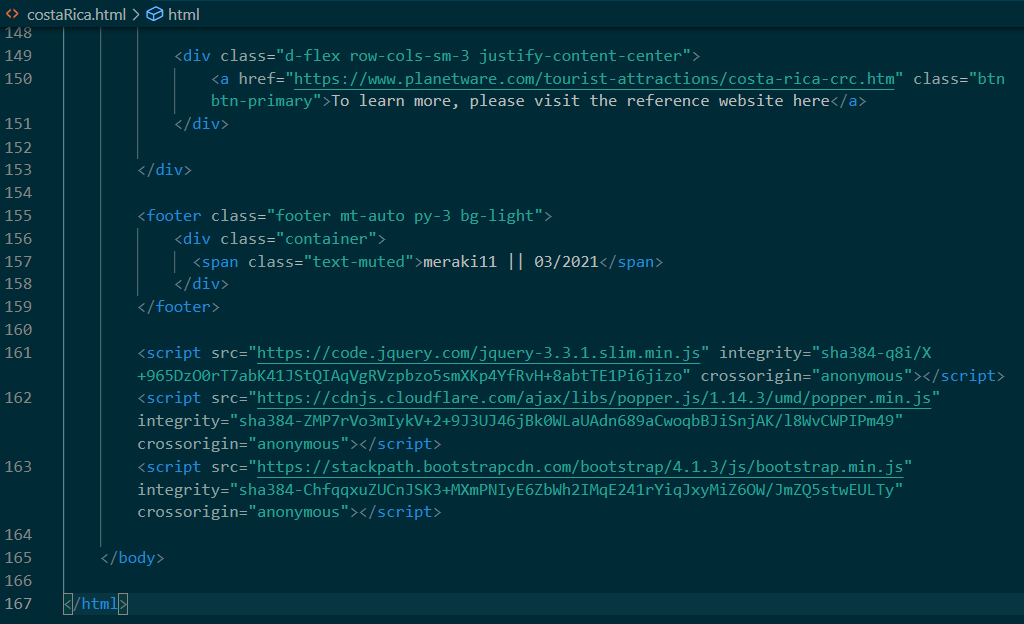 costaRica.html > html
148
149 <div class="d-flex row-cols-sm-3 justify-content-center">
150 <a href="https://www.planetware.com/tourist-attractions/costa-rica-crc.htm" class="btn
btn-primary">To learn more, please visit the reference website here</a>
151 </div>
152
153 </div>
154
155 <footer class="footer mt-auto py-3 bg-light">
156 <div class="container">
157 <span class="text-muted">meraki11 || 03/2021</span>
158 </div>
159 </footer>
160
161 <script src="https://code.jquery.com/jquery-3.3.1.slim.min.js" integrity="sha384-q8i/X
+965DzO0rT7abK41JStQIAqVgRVzpbzo5smXKp4YfRvH+8abtTE1Pi6jizo" crossorigin="anonymous"></script>
162 <script src="https://cdnjs.cloudflare.com/ajax/libs/popper.js/1.14.3/umd/popper.min.js"
integrity="sha384-ZMP7rVo3mIykV+2+9J3UJ46jBk0WLaUAdn689aCwoqbBJiSnjAK/l8WvCWPIPm49"
crossorigin="anonymous"></script>
163 <script src="https://stackpath.bootstrapcdn.com/bootstrap/4.1.3/js/bootstrap.min.js"
integrity="sha384-ChfqqxuZUCnJSK3+MXmPNIyE6ZbWh2IMqE241rYiqJxyMiZ6OW/JmZQ5stwEULTy"
crossorigin="anonymous"></script>
164
165 </body>
166
167 </html>